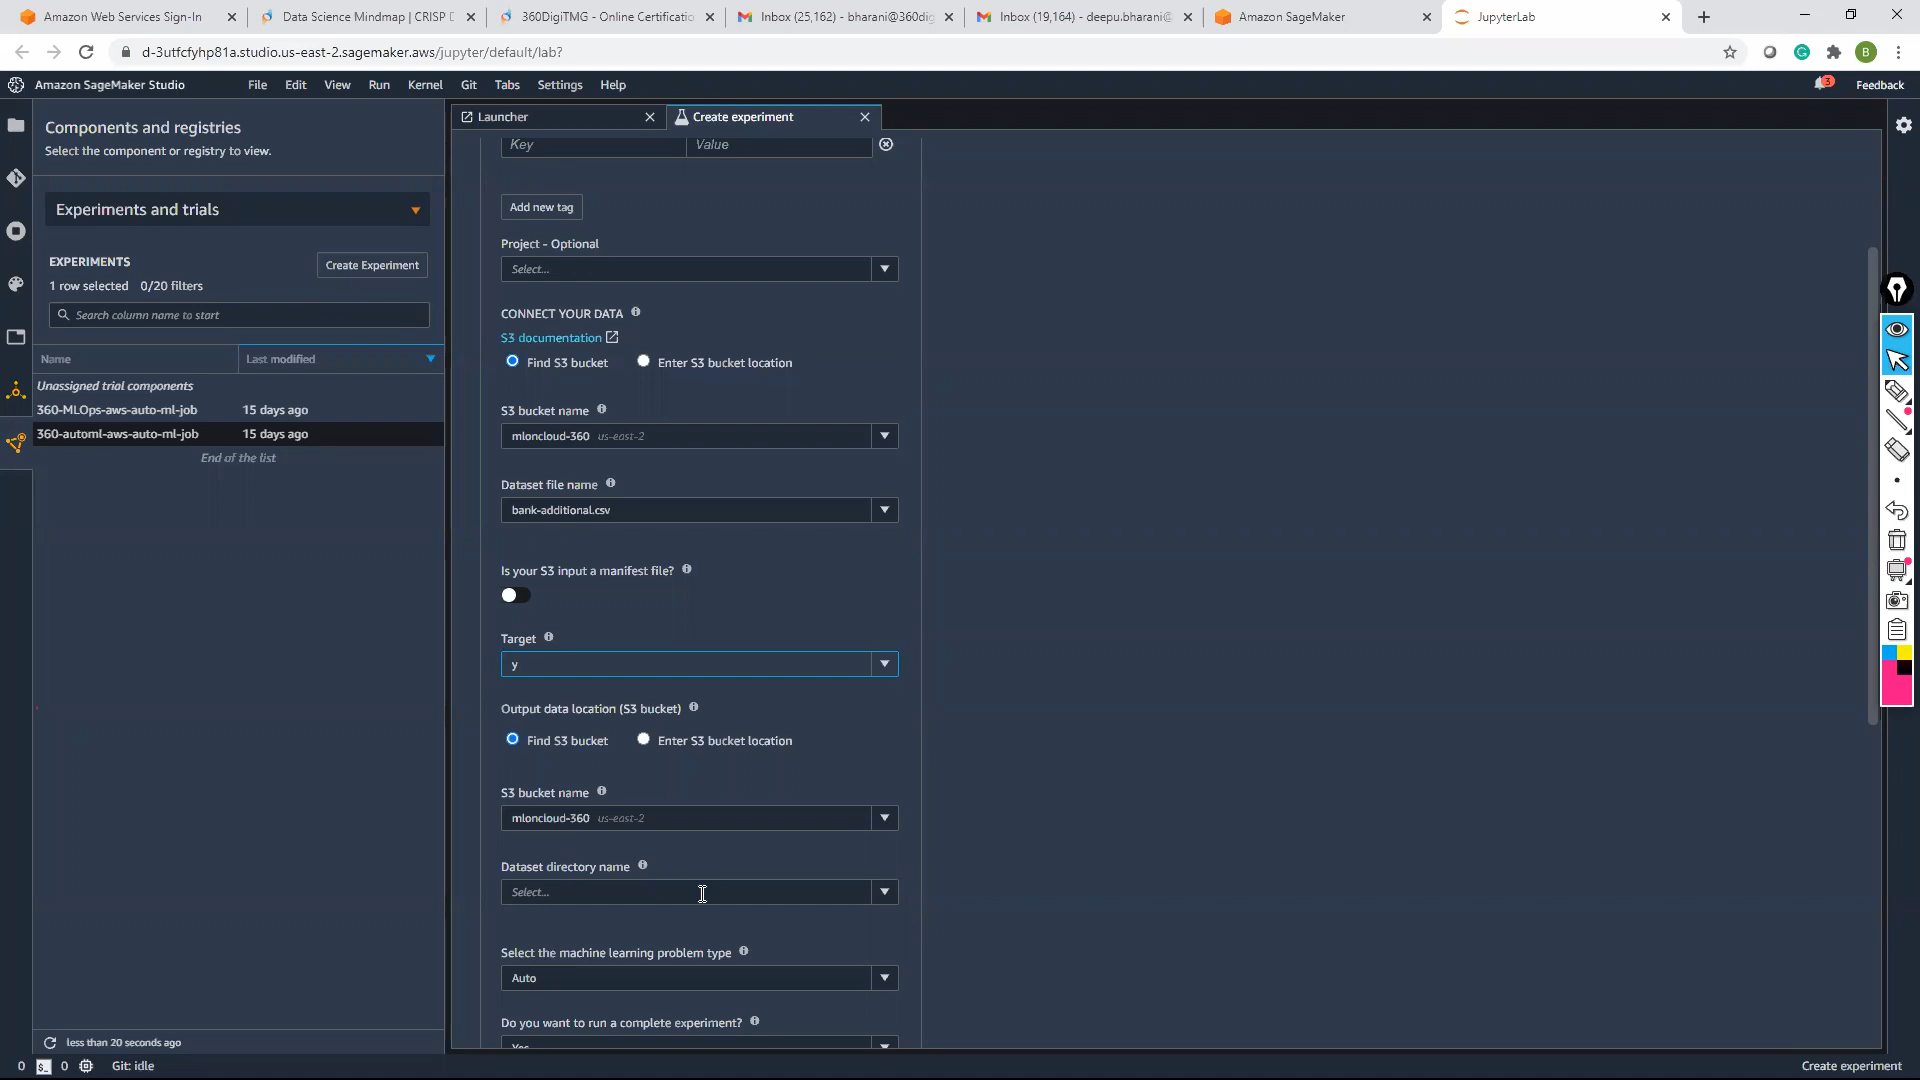 Amazon Web Services Sign-In
Data Science Mindmap | CRISP D
360DigiTMG - Online Certificatio
Inbox (25,162) - bharani@360dig
Inbox (19,164) - deepu.bharani@
Amazon SageMaker
JupyterLab
d-3utfcfyhp81a.studio.us-east-2.sagemaker.aws/jupyter/default/lab?
B
Amazon SageMaker Studio
File
Edit
View
Run
Kernel
Git
Tabs
Settings
Help
3
Feedback
Components and registries
Select the component or registry to view.
Experiments and trials
EXPERIMENTS
Create Experiment
1 row selected 0/20 filters
Search column name to start
Name
Last modified
Unassigned trial components
360-MLOps-aws-auto-ml-job
15 days ago
360-automl-aws-auto-ml-job
15 days ago
End of the list
less than 20 seconds ago
Launcher
Create experiment
Key
Value
Add new tag
Project - Optional
Select...
CONNECT YOUR DATA
S3 documentation
Find S3 bucket
Enter S3 bucket location
S3 bucket name
mloncloud-360 us-east-2
Dataset file name
bank-additional.csv
Is your S3 input a manifest file?
Target
y
Output data location (S3 bucket)
Find S3 bucket
Enter S3 bucket location
S3 bucket name
mloncloud-360 us-east-2
Dataset directory name
Select...
Select the machine learning problem type
Auto
Do you want to run a complete experiment?
Yes
0
0
Git: idle
Create experiment